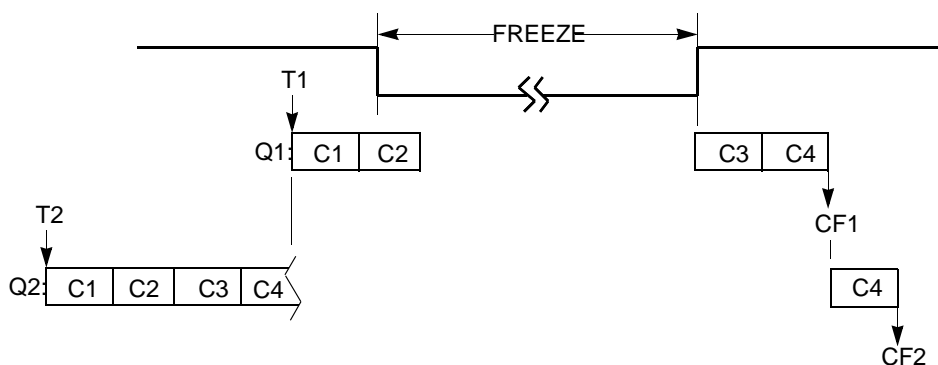 FREEZE
T1
Q1: C1 C2 C3 C4
CF1
T2
Q2: C1 C2 C3 C4 C4
CF2